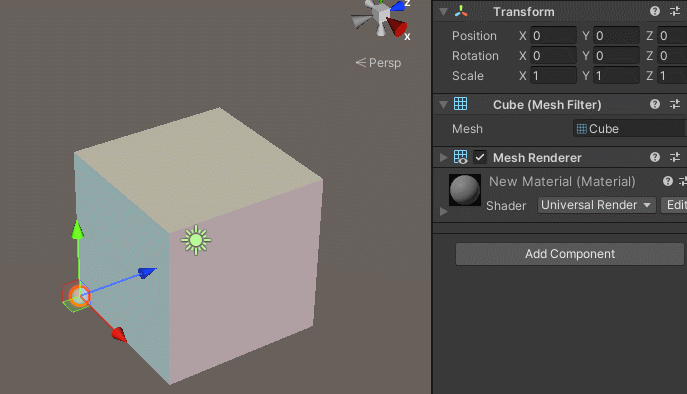 z
x
Persp
Transform
Position X 0 Y 0 Z 0
Rotation X 0 Y 0 Z 0
Scale X 1 Y 1 Z 1
Cube (Mesh Filter)
Mesh Cube
Mesh Renderer
New Material (Material)
Shader Universal Render Edit
Add Component